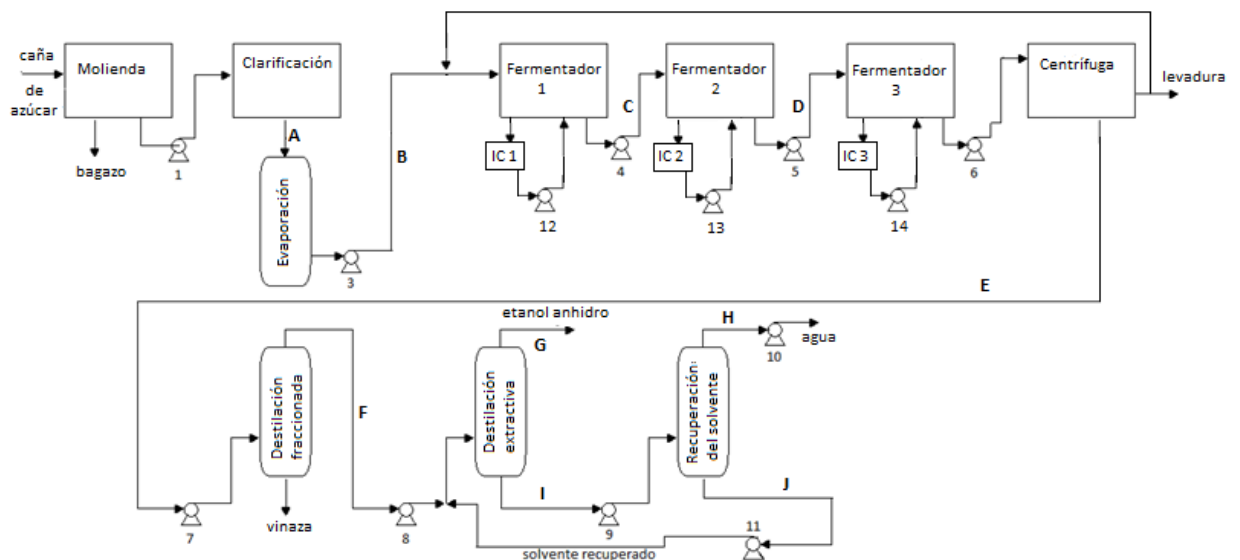 caña
de
azúcar
Molienda
bagazo
1
Clarificación
A
Evaporación
3
B
Fermentador
1
IC 1
12
C
4
Fermentador
2
IC 2
13
D
5
Fermentador
3
IC 3
14
6
Centrífuga
levadura
E
7
Destilación
fraccionada
vinaza
F
8
etanol anhidro
G
Destilación
extractiva
I
9
H
10
agua
Recuperación
del solvente
J
11
solvente recuperado